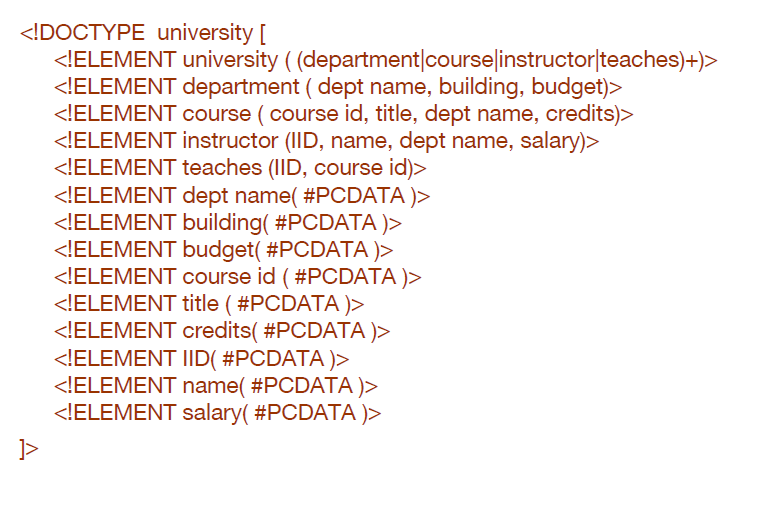 <!DOCTYPE university [
<!ELEMENT university ( (department|course|instructor|teaches)+)>
<!ELEMENT department ( dept name, building, budget)>
<!ELEMENT course ( course id, title, dept name, credits)>
<!ELEMENT instructor (IID, name, dept name, salary)>
<!ELEMENT teaches (IID, course id)>
<!ELEMENT dept name( #PCDATA )>
<!ELEMENT building( #PCDATA )>
<!ELEMENT budget( #PCDATA )>
<!ELEMENT course id ( #PCDATA )>
<!ELEMENT title ( #PCDATA )>
<!ELEMENT credits( #PCDATA )>
<!ELEMENT IID( #PCDATA )>
<!ELEMENT name( #PCDATA )>
<!ELEMENT salary( #PCDATA )>
]>